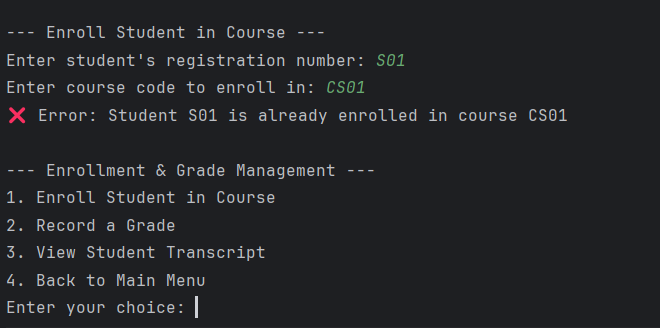 --- Enroll Student in Course ---
Enter student's registration number: S01
Enter course code to enroll in: CS01
❌ Error: Student S01 is already enrolled in course CS01
--- Enrollment & Grade Management ---
1. Enroll Student in Course
2. Record a Grade
3. View Student Transcript
4. Back to Main Menu
Enter your choice: